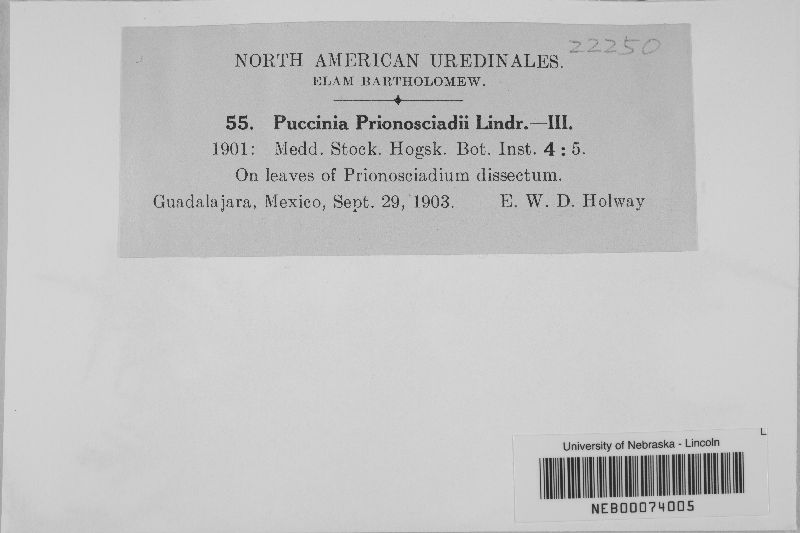 22250
NORTH AMERICAN UREDINALES.
ELAM BARTHOLOMEW.
55. Puccinia Prionosciadii Lindr.—III.
1901: Medd. Stock. Hogsk. Bot. Inst. 4 : 5.
On leaves of Prionosciadium dissectum.
Guadalajara, Mexico, Sept. 29, 1903. E. W. D. Holway
L
University of Nebraska - Lincoln
NEB00074005